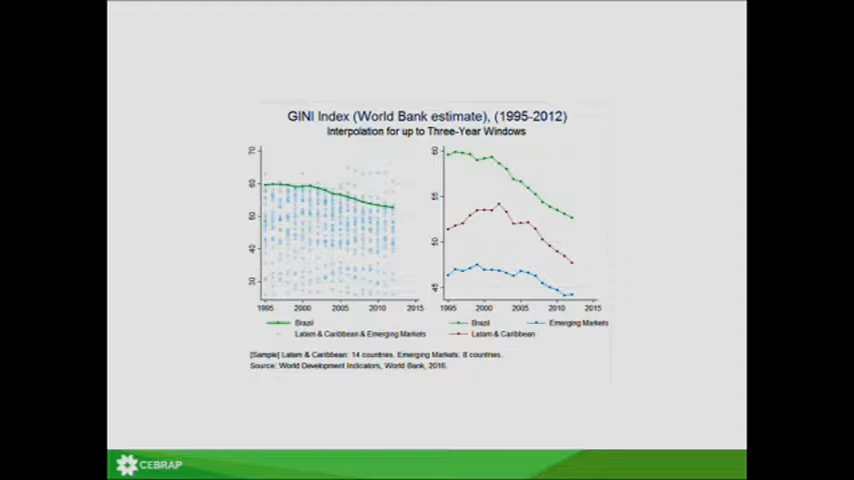 GINI Index (World Bank estimate), (1995-2012)
Interpolation for up to Three-Year Windows
70
60
50
40
30
1995 2000 2005 2010 2015
Brazil
Latam & Caribbean & Emerging Markets
60
55
50
45
1995 2000 2005 2010 2015
Brazil Emerging Markets
Latam & Caribbean
[Sample] Latam & Caribbean: 14 countries. Emerging Markets: 8 countries.
Source: World Development Indicators, World Bank, 2016.
CEBRAP